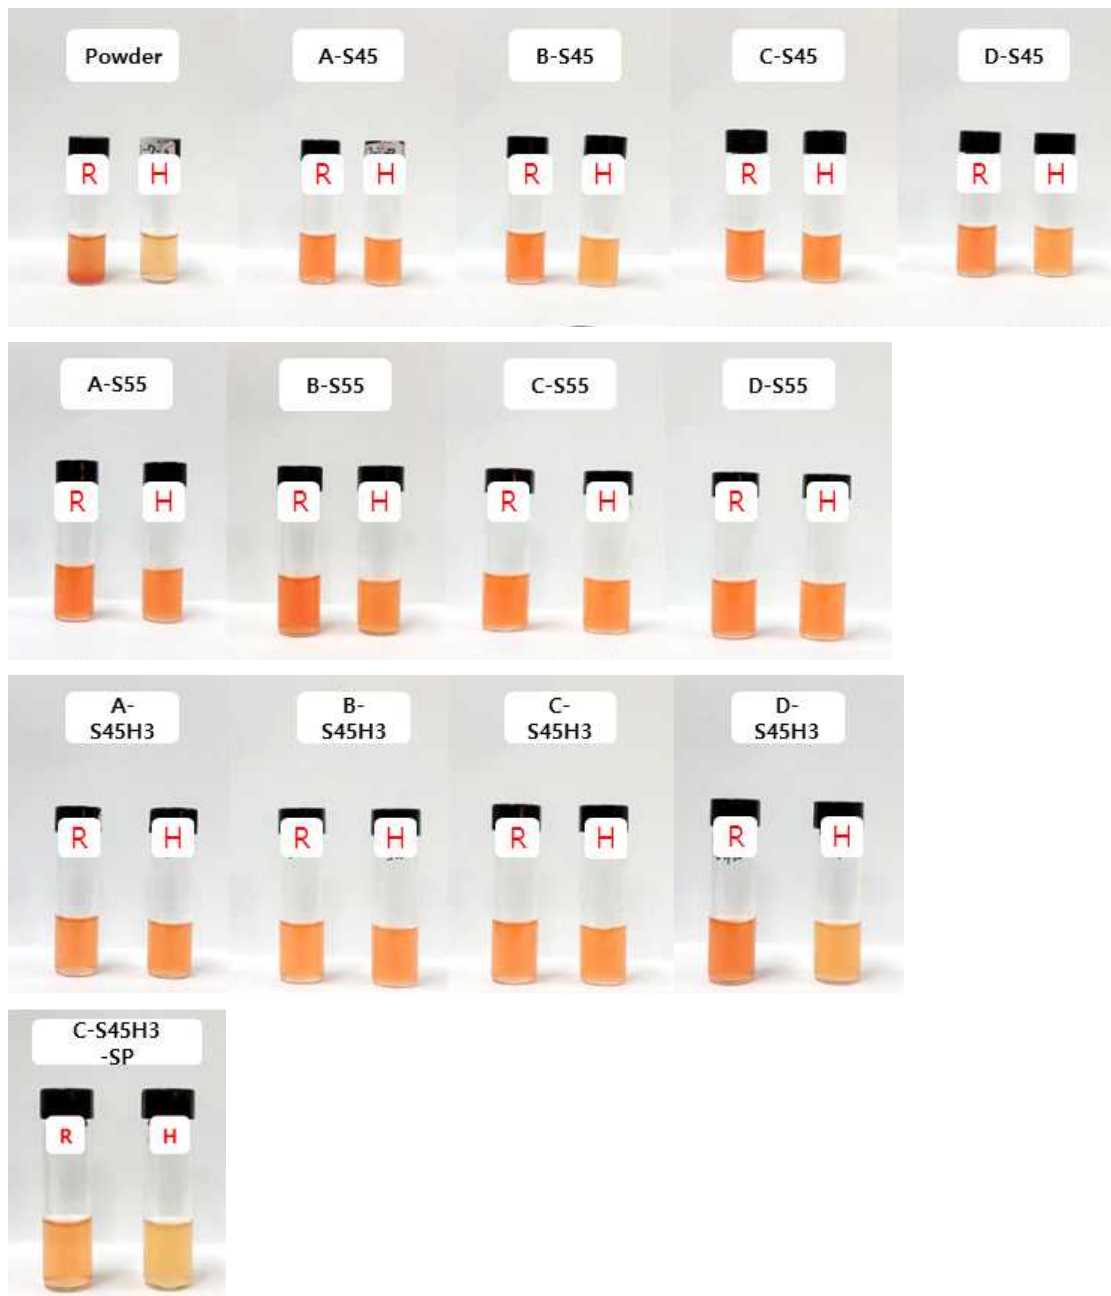 Powder
A-S45
B-S45
C-S45
D-S45
R H
R H
R H
R H
R H
A-S55
B-S55
C-S55
D-S55
R H
R H
R H
R H
A-
S45H3
B-
S45H3
C-
S45H3
D-
S45H3
R H
R H
R H
R H
C-S45H3
-SP
R H